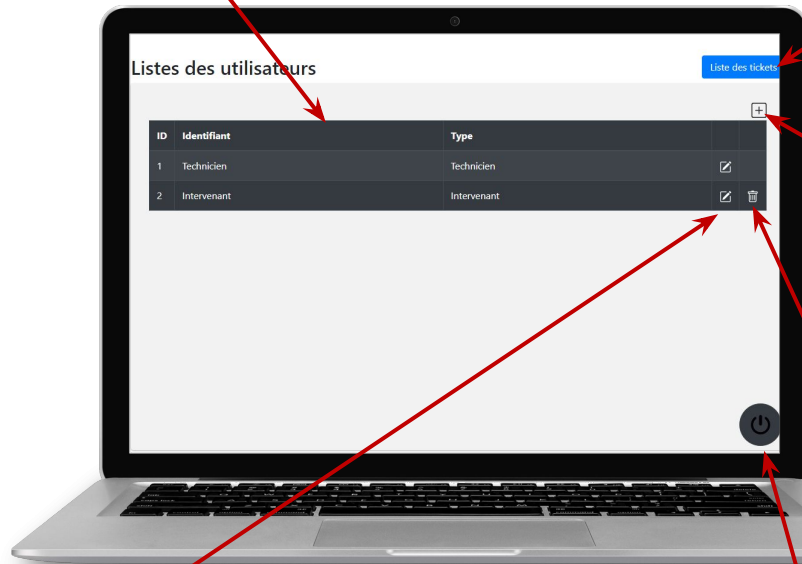 Listes des utilisateurs
Liste des tickets
ID Identifiant Type
1 Technicien Technicien
2 Intervenant Intervenant